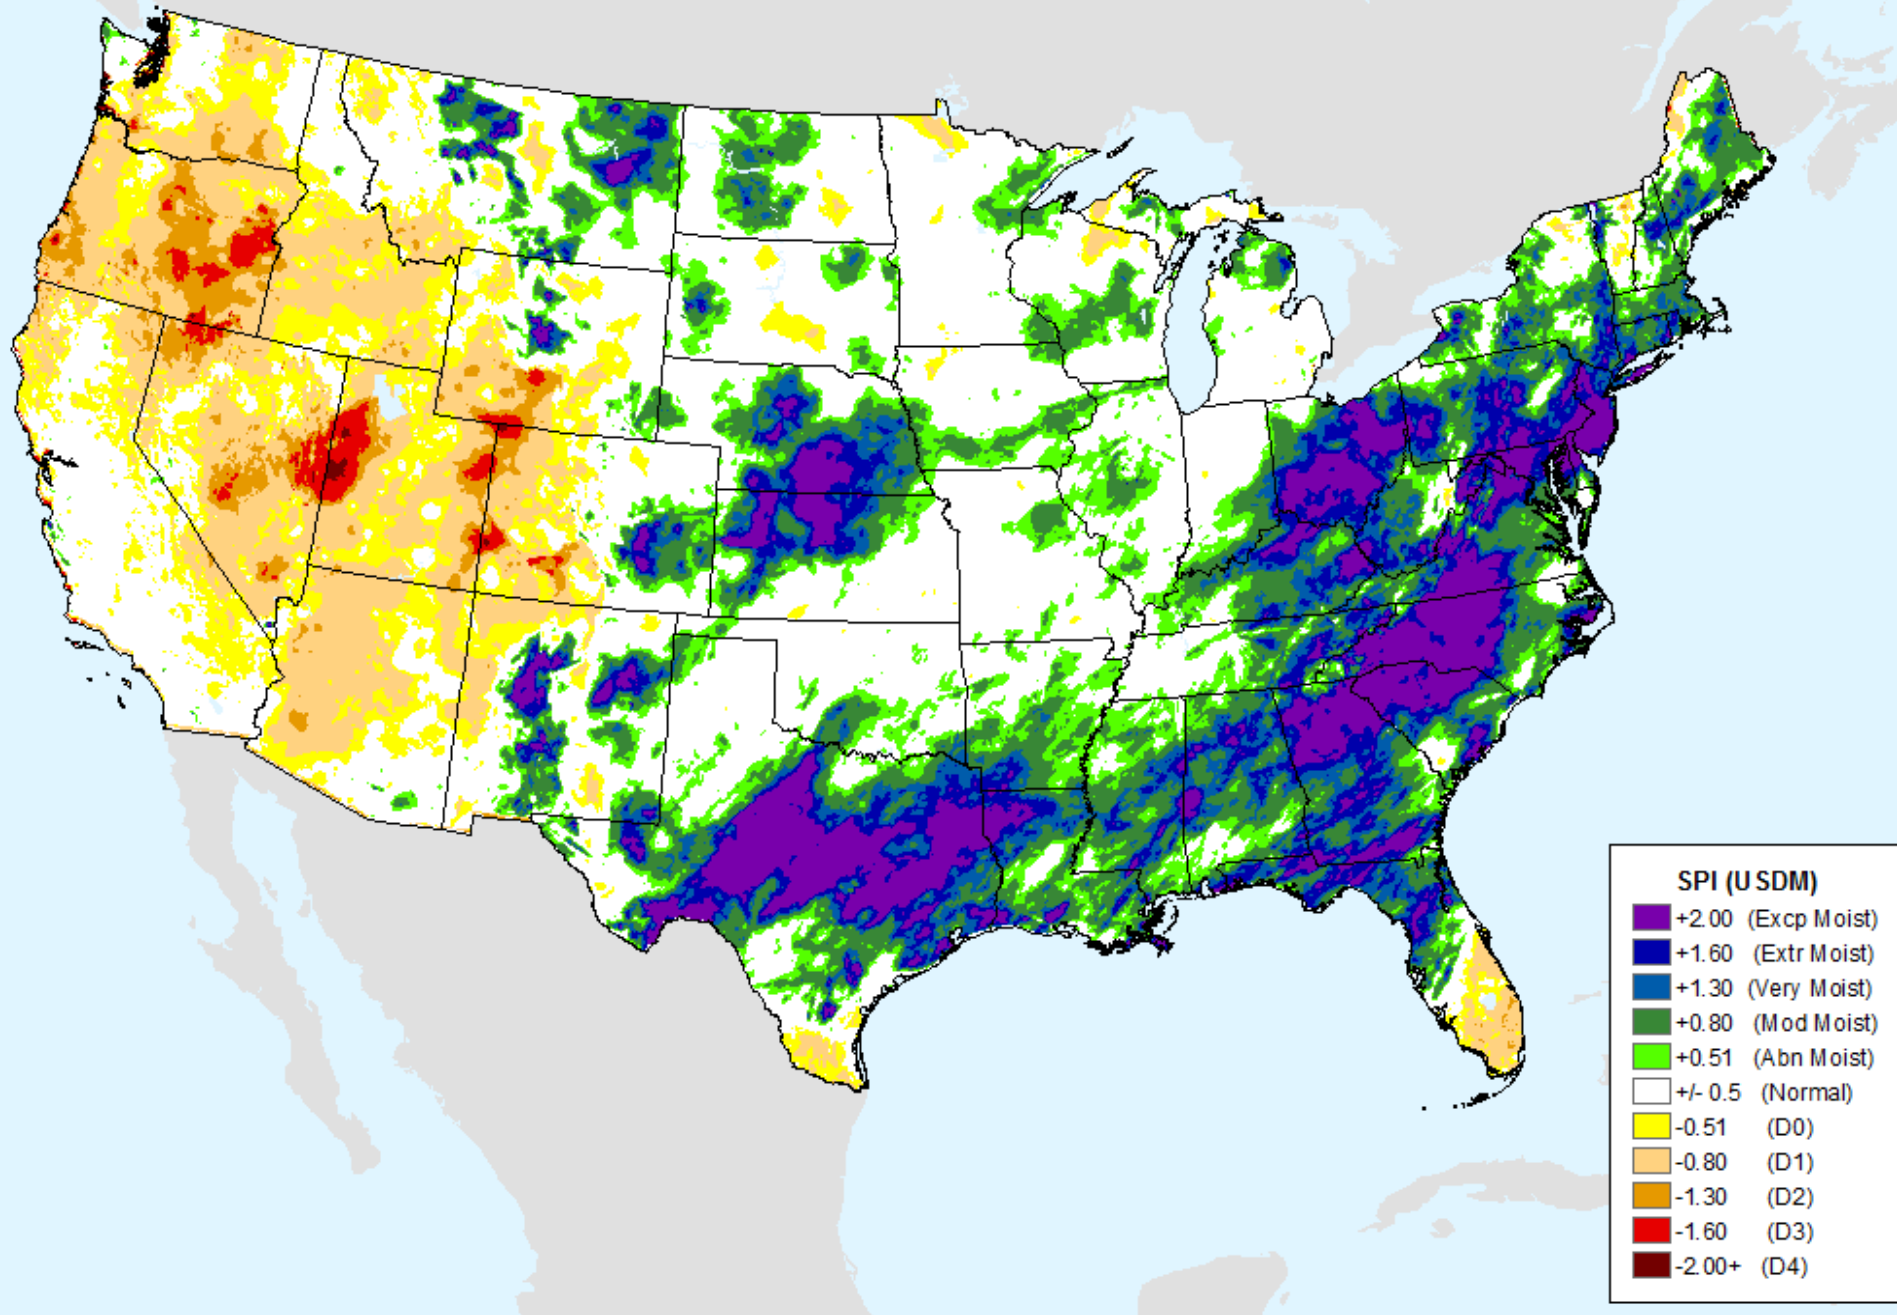 SPI (USDM)
+2.00 (Excp Moist)
+1.60 (Extr Moist)
+1.30 (Very Moist)
+0.80 (Mod Moist)
+0.51 (Abn Moist)
+/- 0.5 (Normal)
-0.51 (D0)
-0.80 (D1)
-1.30 (D2)
-1.60 (D3)
-2.00+ (D4)